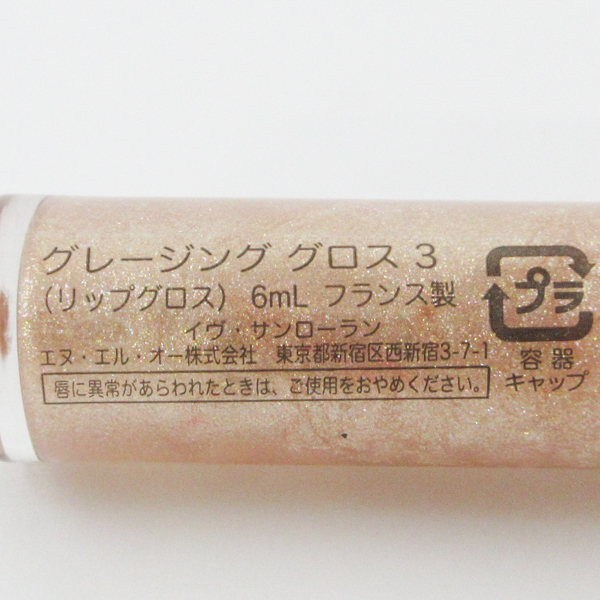 グレージング グロス 3
(リップグロス) 6mL フランス製
イヴ・サンローラン
エヌ・エル・オー株式会社 東京都新宿区西新宿3-7-1
唇に異常があらわれたときは、ご使用をおやめください。
プラ
容器
キャップ